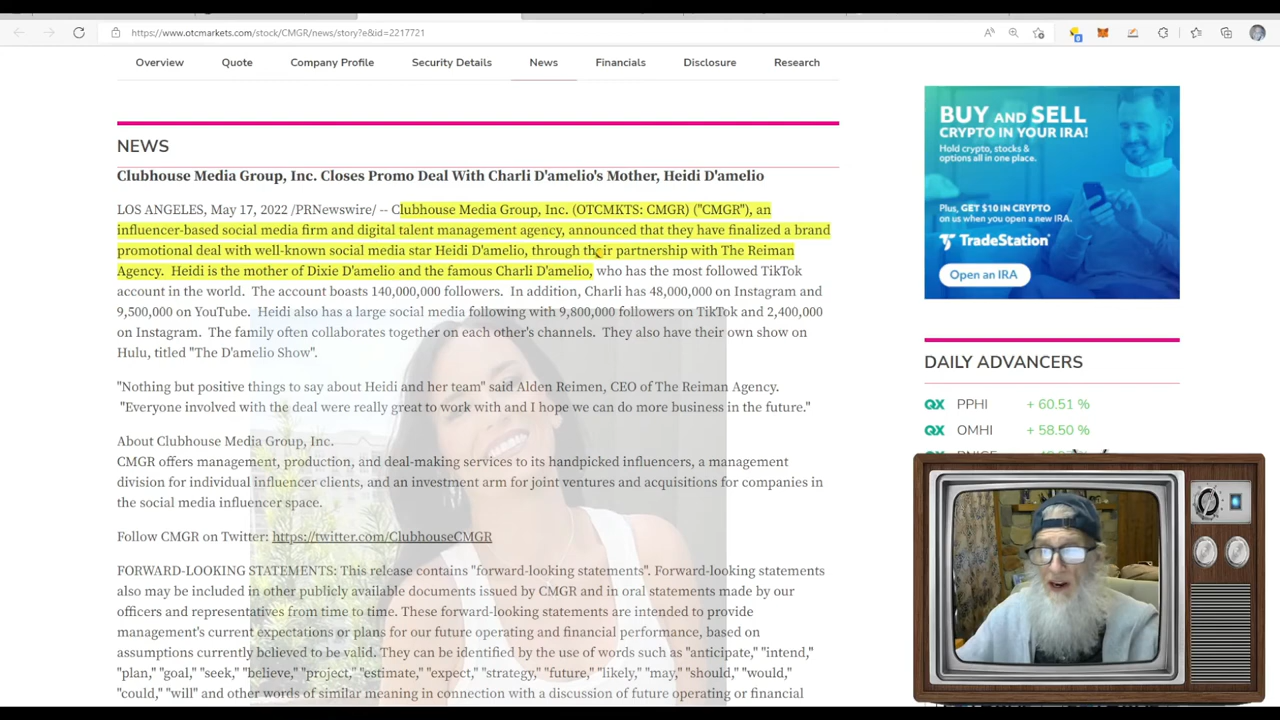 https://www.otcmarkets.com/stock/CMGR/news/story?e&id=2217721
Overview
Quote
Company Profile
Security Details
News
Financials
Disclosure
Research
NEWS
Clubhouse Media Group, Inc. Closes Promo Deal With Charli D'amelio's Mother, Heidi D'amelio
LOS ANGELES, May 17, 2022 /PRNewswire/ -- Clubhouse Media Group, Inc. (OTCMKTS: CMGR) ("CMGR"), an
influencer-based social media firm and digital talent management agency, announced that they have finalized a brand
promotional deal with well-known social media star Heidi D'amelio, through their partnership with The Reiman
Agency. Heidi is the mother of Dixie D'amelio and the famous Charli D'amelio, who has the most followed TikTok
account in the world. The account boasts 140,000,000 followers. In addition, Charli has 48,000,000 on Instagram and
9,500,000 on YouTube. Heidi also has a large social media following with 9,800,000 followers on TikTok and 2,400,000
on Instagram. The family often collaborates together on each other's channels. They also have their own show on
Hulu, titled "The D'amelio Show".
"Nothing but positive things to say about Heidi and her team" said Alden Reimen, CEO of The Reiman Agency.
"Everyone involved with the deal were really great to work with and I hope we can do more business in the future."
About Clubhouse Media Group, Inc.
CMGR offers management, production, and deal-making services to its handpicked influencers, a management
division for individual influencer clients, and an investment arm for joint ventures and acquisitions for companies in
the social media influencer space.
Follow CMGR on Twitter: https://twitter.com/ClubhouseCMGR
FORWARD-LOOKING STATEMENTS: This release contains "forward-looking statements". Forward-looking statements
also may be included in other publicly available documents issued by CMGR and in oral statements made by our
officers and representatives from time to time. These forward-looking statements are intended to provide
management's current expectations or plans for our future operating and financial performance, based on
assumptions currently believed to be valid. They can be identified by the use of words such as "anticipate," "intend,"
"plan," "goal," "seek," "believe," "project," "estimate," "expect," "strategy," "future," "likely," "may," "should," "would,"
"could," "will" and other words of similar meaning in connection with a discussion of future operating or financial
BUY AND SELL
CRYPTO IN YOUR IRA!
Hold crypto, stocks &
options all in one place.
Plus, GET $10 IN CRYPTO
on us when you open a new IRA.
TradeStation
Open an IRA
DAILY ADVANCERS
QX PPHI + 60.51 %
QX OMHI + 58.50 %